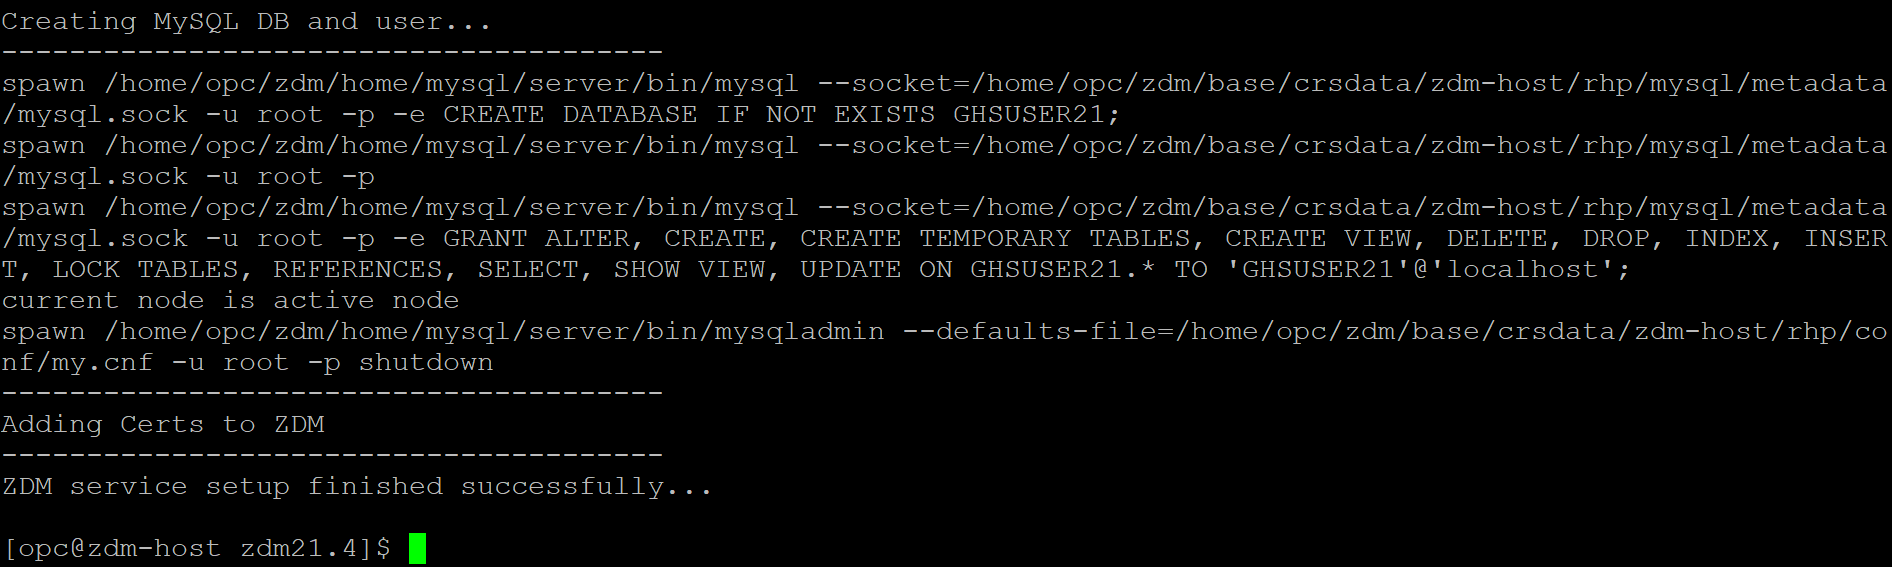 Creating MySQL DB and user...
---------------------------------------
spawn /home/opc/zdm/home/mysql/server/bin/mysql --socket=/home/opc/zdm/base/crsdata/zdm-host/rhp/mysql/metadata
/mysql.sock -u root -p -e CREATE DATABASE IF NOT EXISTS GHSUSER21;
spawn /home/opc/zdm/home/mysql/server/bin/mysql --socket=/home/opc/zdm/base/crsdata/zdm-host/rhp/mysql/metadata
/mysql.sock -u root -p
spawn /home/opc/zdm/home/mysql/server/bin/mysql --socket=/home/opc/zdm/base/crsdata/zdm-host/rhp/mysql/metadata
/mysql.sock -u root -p -e GRANT ALTER, CREATE, CREATE TEMPORARY TABLES, CREATE VIEW, DELETE, DROP, INDEX, INSER
T, LOCK TABLES, REFERENCES, SELECT, SHOW VIEW, UPDATE ON GHSUSER21.* TO 'GHSUSER21'@'localhost';
current node is active node
spawn /home/opc/zdm/home/mysql/server/bin/mysqladmin --defaults-file=/home/opc/zdm/base/crsdata/zdm-host/rhp/co
nf/my.cnf -u root -p shutdown
---------------------------------------
Adding Certs to ZDM
---------------------------------------
ZDM service setup finished successfully...
[opc@zdm-host zdm21.4]$